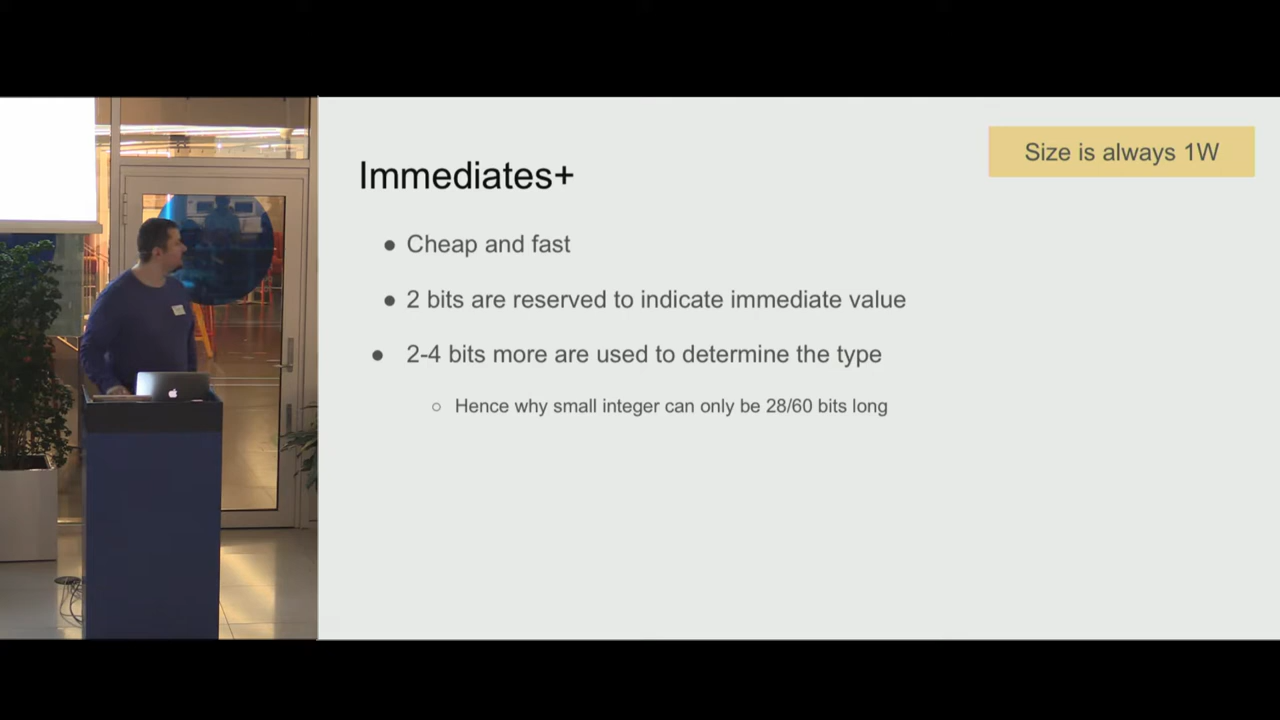 Size is always 1W
Immediates+
● Cheap and fast
● 2 bits are reserved to indicate immediate value
● 2-4 bits more are used to determine the type
○ Hence why small integer can only be 28/60 bits long